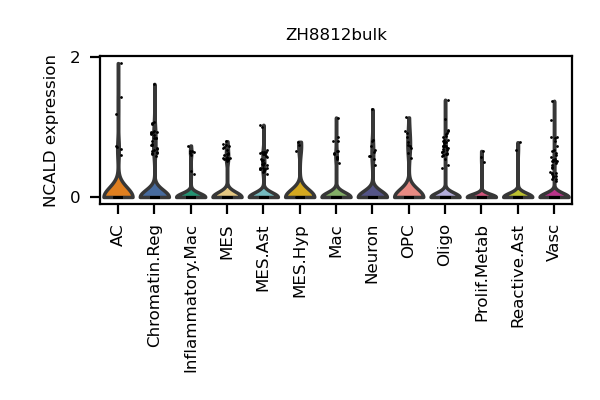 ZH8812bulk
NCALD expression
2
0
AC
Chromatin.Reg
Inflammatory.Mac
MES
MES.Ast
MES.Hyp
Mac
Neuron
OPC
Oligo
Prolif.Metab
Reactive.Ast
Vasc